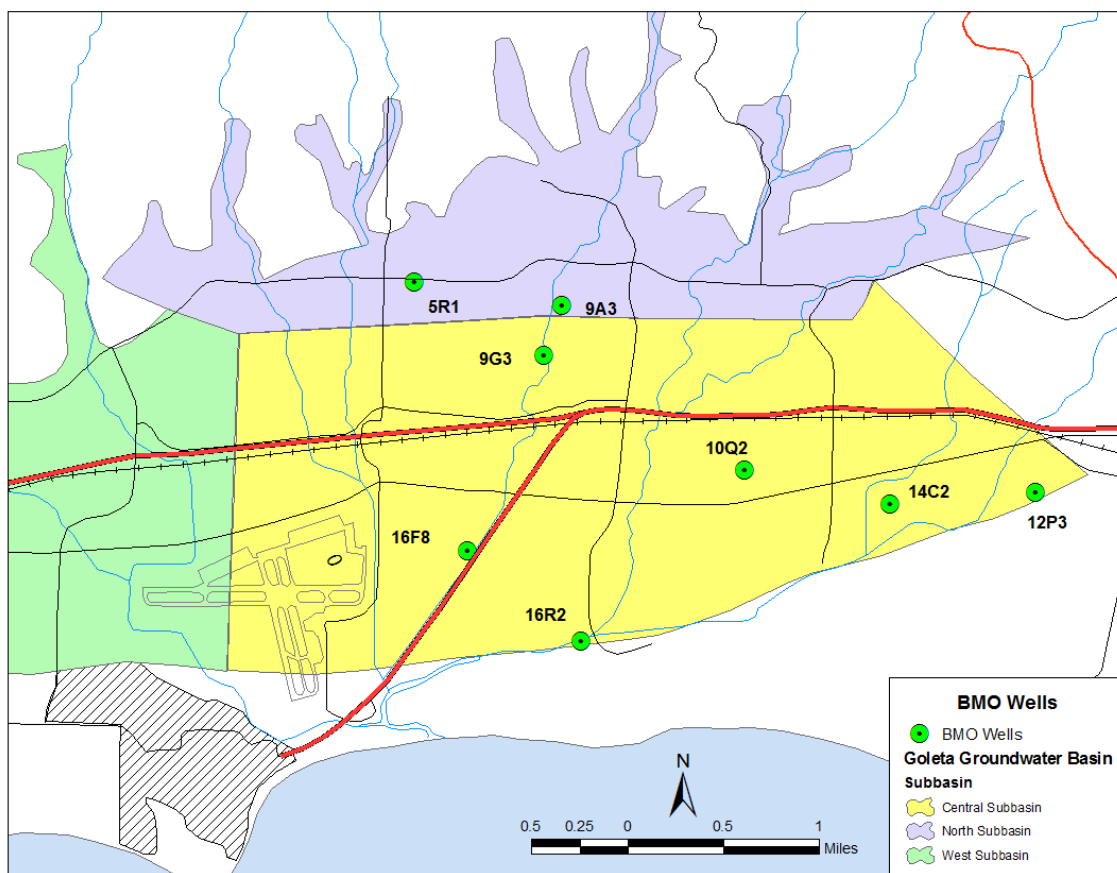 5R1
9A3
9G3
10Q2
14C2
12P3
16F8
16R2
N
0.5 0.25 0 0.5 1
Miles
BMO Wells
BMO Wells
Goleta Groundwater Basin
Subbasin
Central Subbasin
North Subbasin
West Subbasin